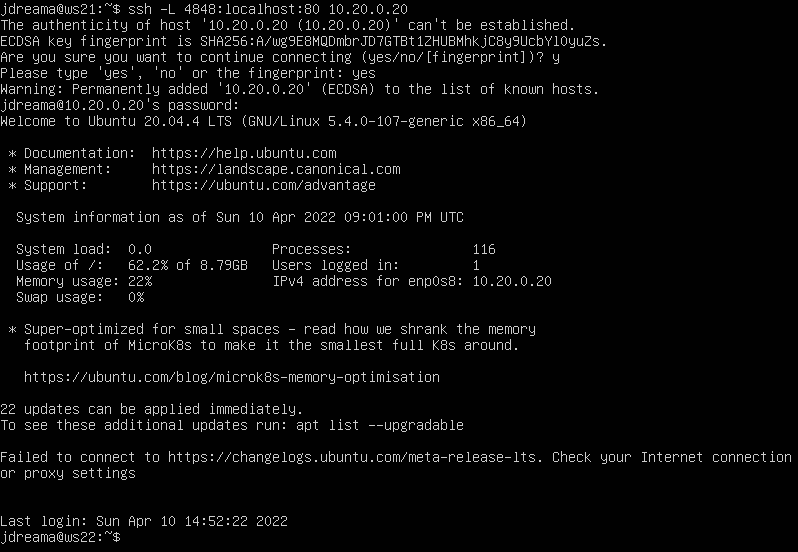 jdreama@ws21:~$ ssh -L 4848:localhost:80 10.20.0.20
The authenticity of host '10.20.0.20 (10.20.0.20)' can't be established.
ECDSA key fingerprint is SHA256:A/wg9E8MQDmbrJD7GTBt1ZHUBMhkjC8y9UcbYlOyuZs.
Are you sure you want to continue connecting (yes/no/[fingerprint])? y
Please type 'yes', 'no' or the fingerprint: yes
Warning: Permanently added '10.20.0.20' (ECDSA) to the list of known hosts.
jdreama@10.20.0.20's password:
Welcome to Ubuntu 20.04.4 LTS (GNU/Linux 5.4.0-107-generic x86_64)

 * Documentation:  https://help.ubuntu.com
 * Management:     https://landscape.canonical.com
 * Support:        https://ubuntu.com/advantage

  System information as of Sun 10 Apr 2022 09:01:00 PM UTC

  System load:  0.0               Processes:               116
  Usage of /:   62.2% of 8.79GB   Users logged in:         1
  Memory usage: 22%               IPv4 address for enp0s8: 10.20.0.20
  Swap usage:   0%

 * Super-optimized for small spaces - read how we shrank the memory
   footprint of MicroK8s to make it the smallest full K8s around.

   https://ubuntu.com/blog/microk8s-memory-optimisation

22 updates can be applied immediately.
To see these additional updates run: apt list --upgradable

Failed to connect to https://changelogs.ubuntu.com/meta-release-lts. Check your Internet connection
or proxy settings

Last login: Sun Apr 10 14:52:22 2022
jdreama@ws22:~$